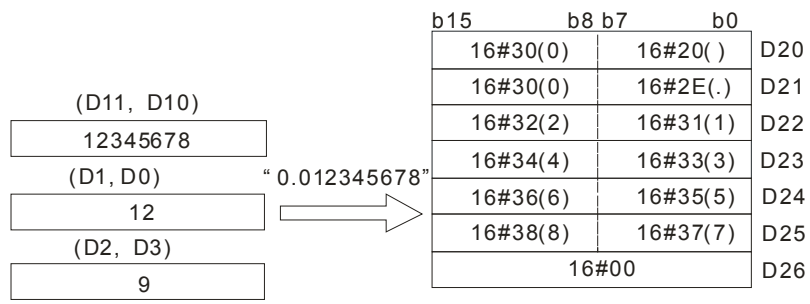 b15 b8 b7 b0
16#30(0) 16#20( ) D20
16#30(0) 16#2E(.) D21
(D11, D10)
16#32(2) 16#31(1) D22
12345678
16#34(4) 16#33(3) D23
(D1, D0) “ 0.012345678”
16#36(6) 16#35(5) D24
12
16#38(8) 16#37(7) D25
(D2, D3)
16#00 D26
9